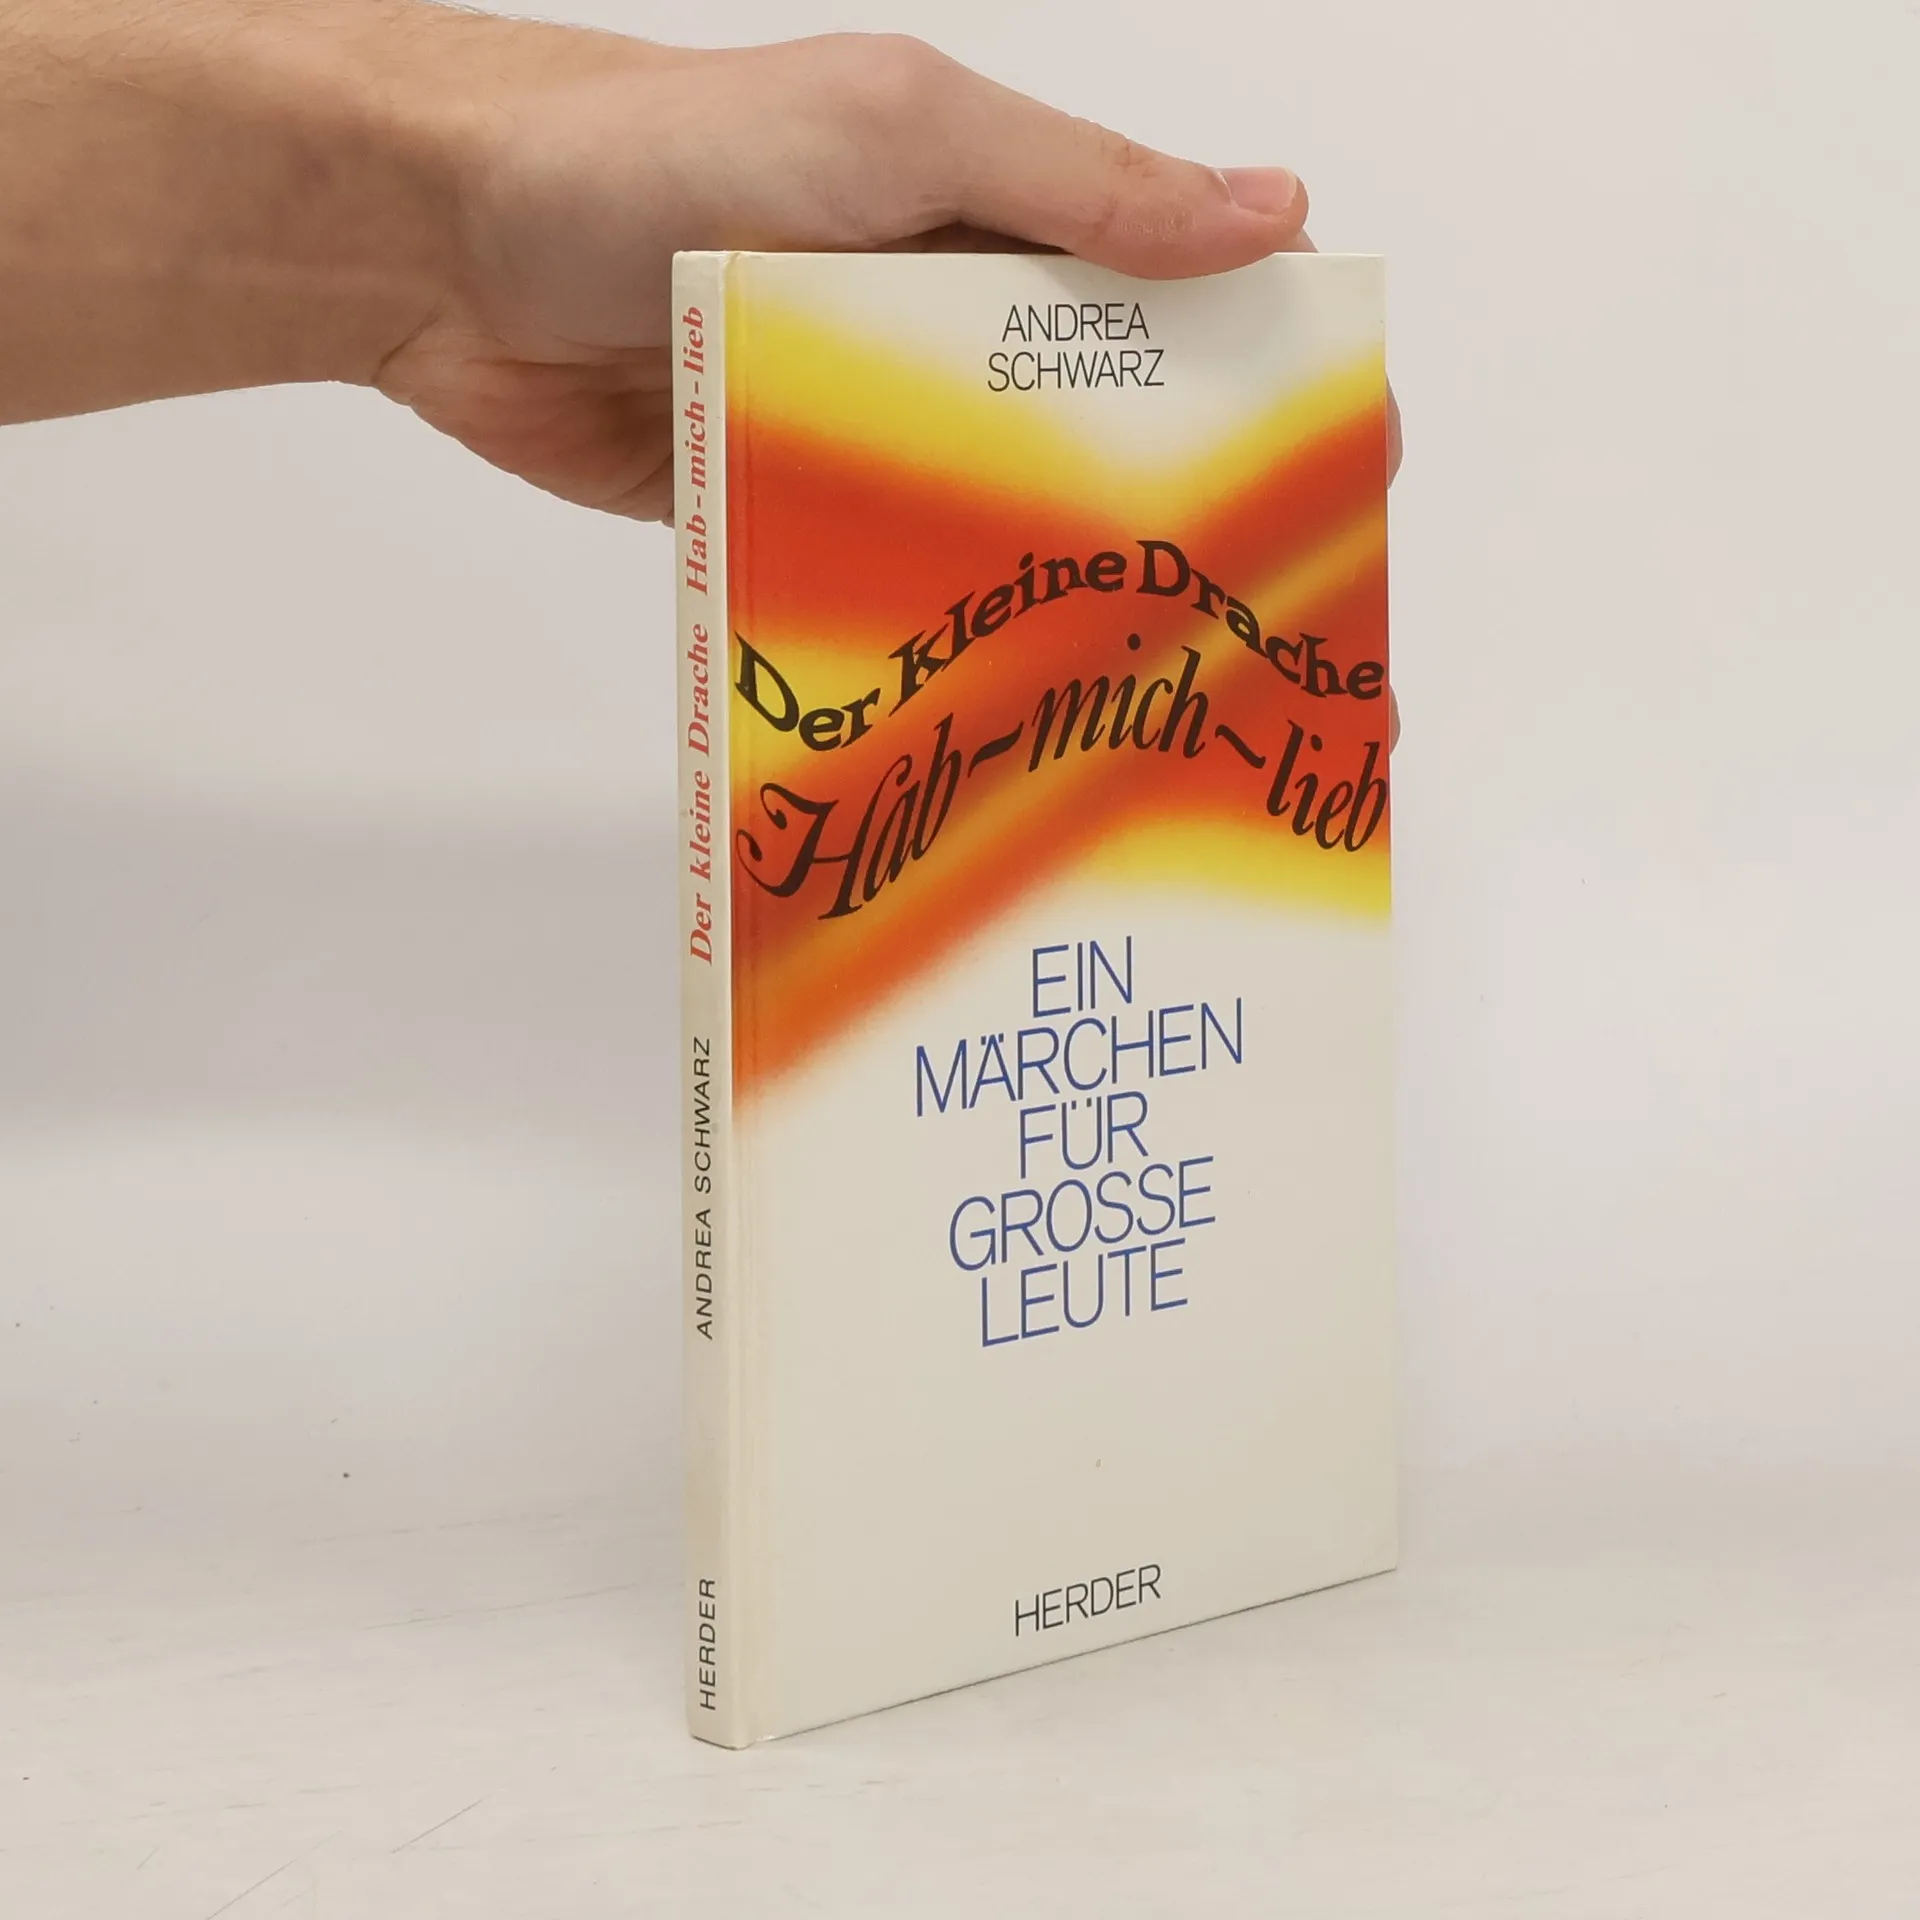 ANDREA
SCHWARZ
Der kleine Drache
Hab-mich-lieb
EIN
MÄRCHEN
FÜR
GROSSE
LEUTE
HERDER
HERDER ANDREA SCHWARZ Der kleine Drache Hab-mich-lieb